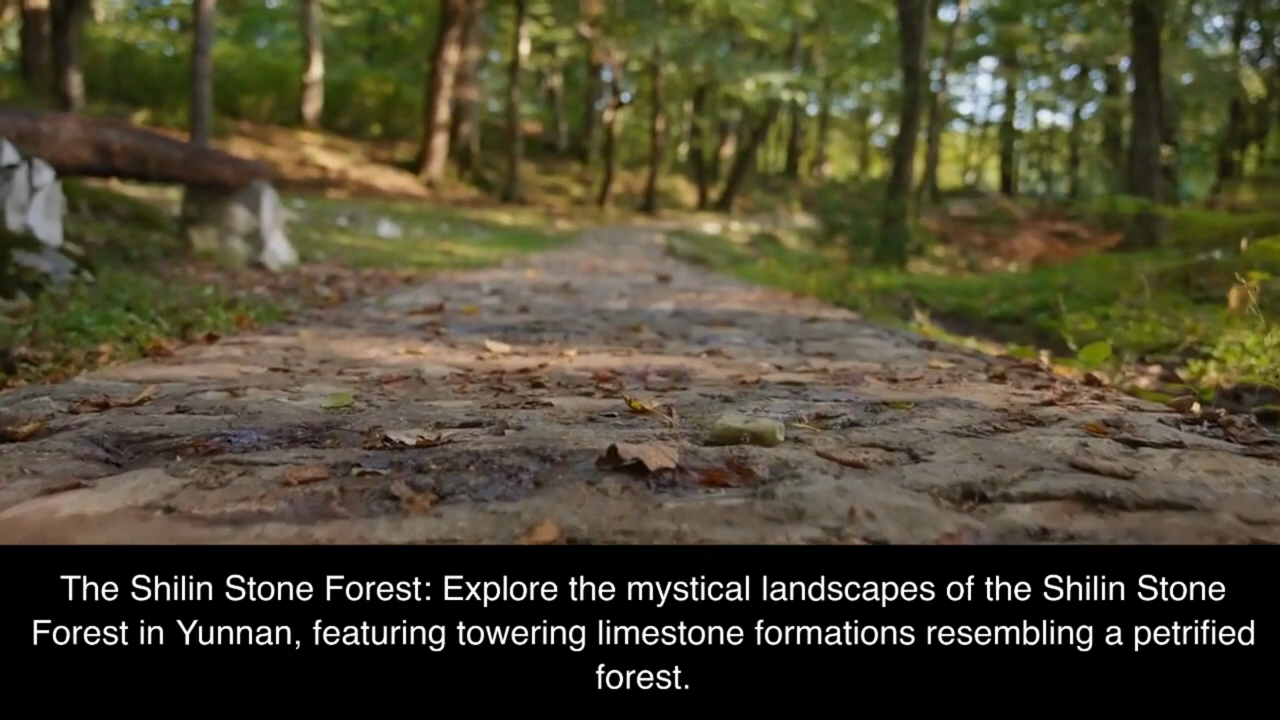 The Shilin Stone Forest: Explore the mystical landscapes of the Shilin Stone
Forest in Yunnan, featuring towering limestone formations resembling a petrified
forest.